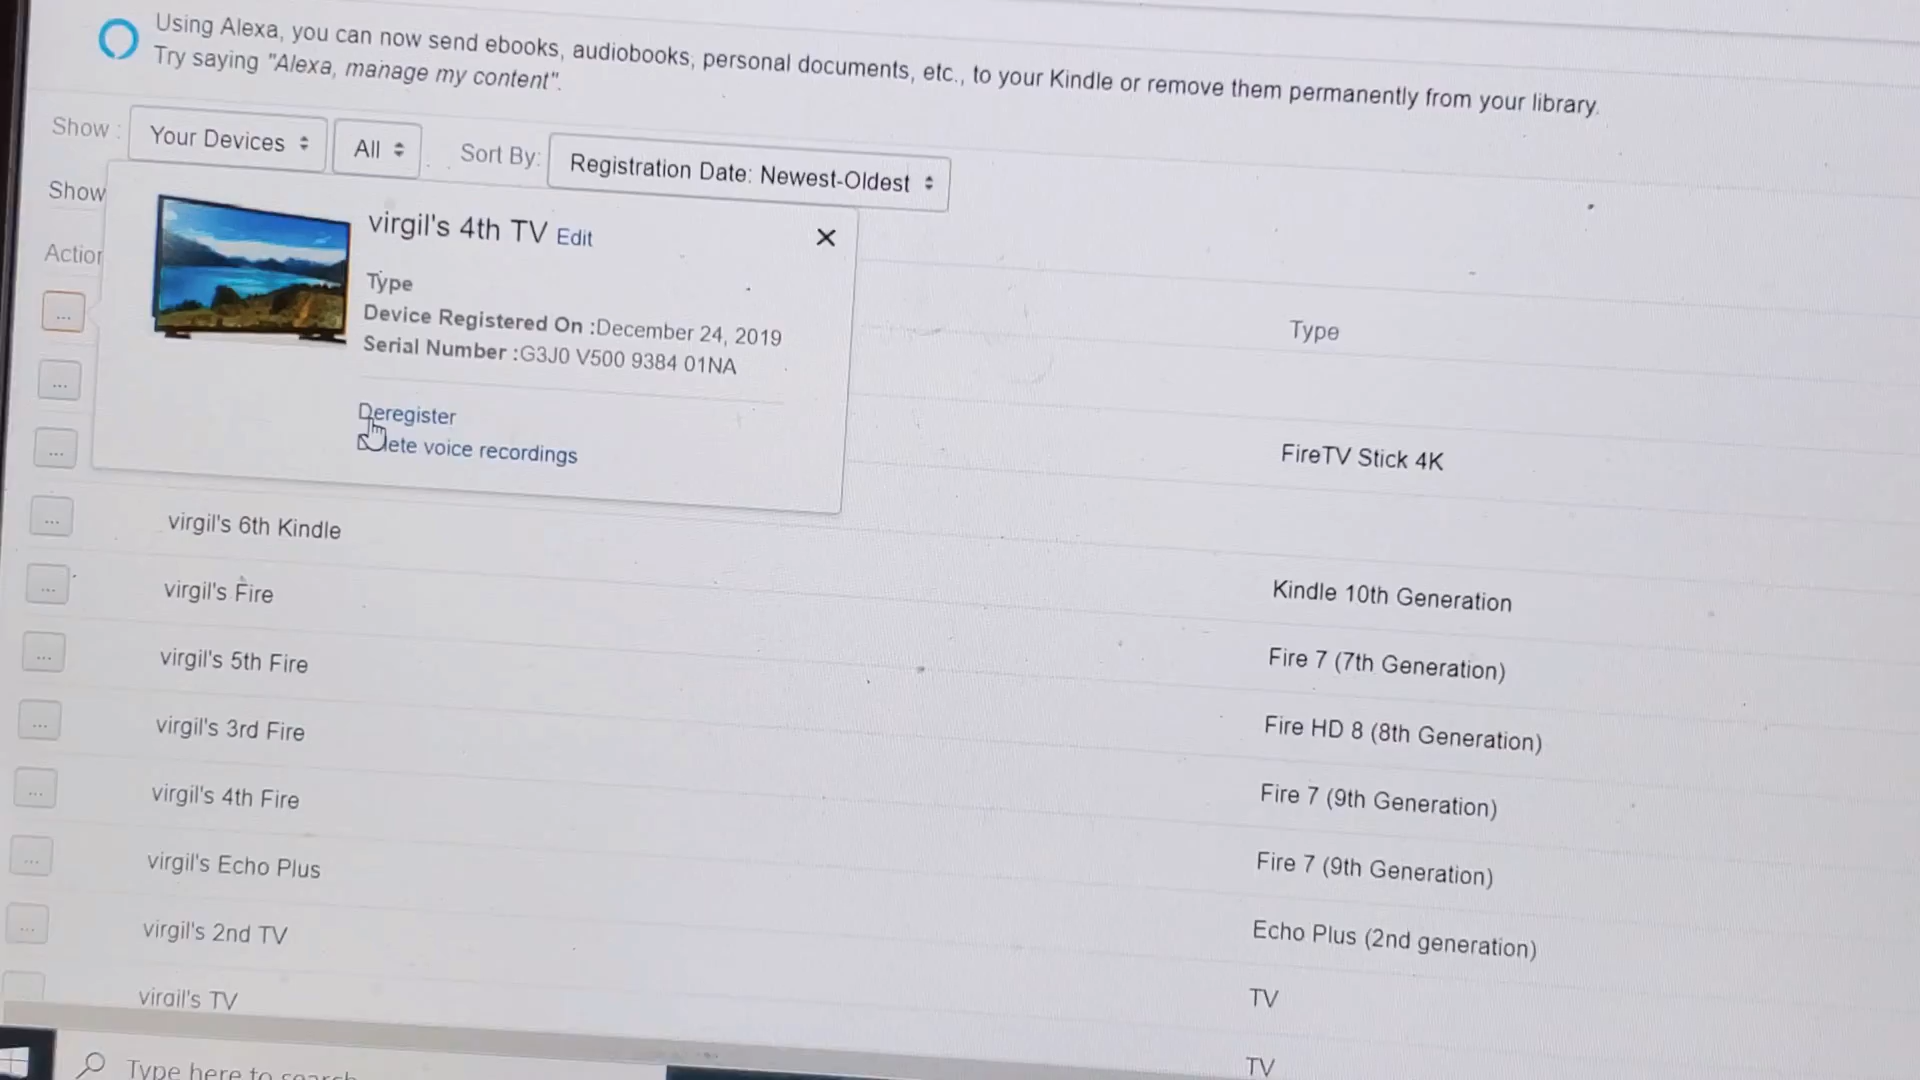 Using Alexa, you can now send ebooks, audiobooks, personal documents, etc., to your Kindle or remove them permanently from your library.
Try saying "Alexa, manage my content".
Show : Your Devices All Sort By: Registration Date: Newest-Oldest
Show
virgil's 4th TV Edit
Type
Device Registered On :December 24, 2019
Serial Number :G3J0 V500 9384 01NA
Deregister
lete voice recordings
Action
Type
...
...
... FireTV Stick 4K
... virgil's 6th Kindle
Kindle 10th Generation
... virgil's Fire
Fire 7 (7th Generation)
... virgil's 5th Fire
Fire HD 8 (8th Generation)
... virgil's 3rd Fire
Fire 7 (9th Generation)
... virgil's 4th Fire
Fire 7 (9th Generation)
... virgil's Echo Plus
Echo Plus (2nd generation)
... virgil's 2nd TV
TV
virgil's TV
TV
Type here to search